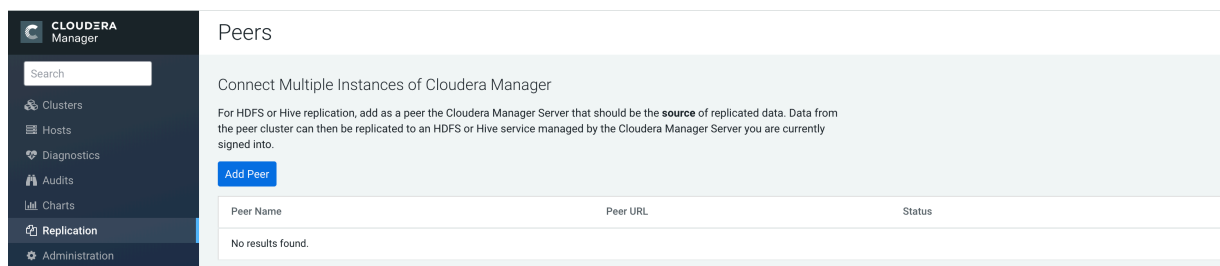 CLOUDERA
Manager
Search
Clusters
Hosts
Diagnostics
Audits
Charts
Replication
Administration
Peers
Connect Multiple Instances of Cloudera Manager
For HDFS or Hive replication, add as a peer the Cloudera Manager Server that should be the source of replicated data. Data from
the peer cluster can then be replicated to an HDFS or Hive service managed by the Cloudera Manager Server you are currently
signed into.
Add Peer
Peer Name Peer URL Status
No results found.